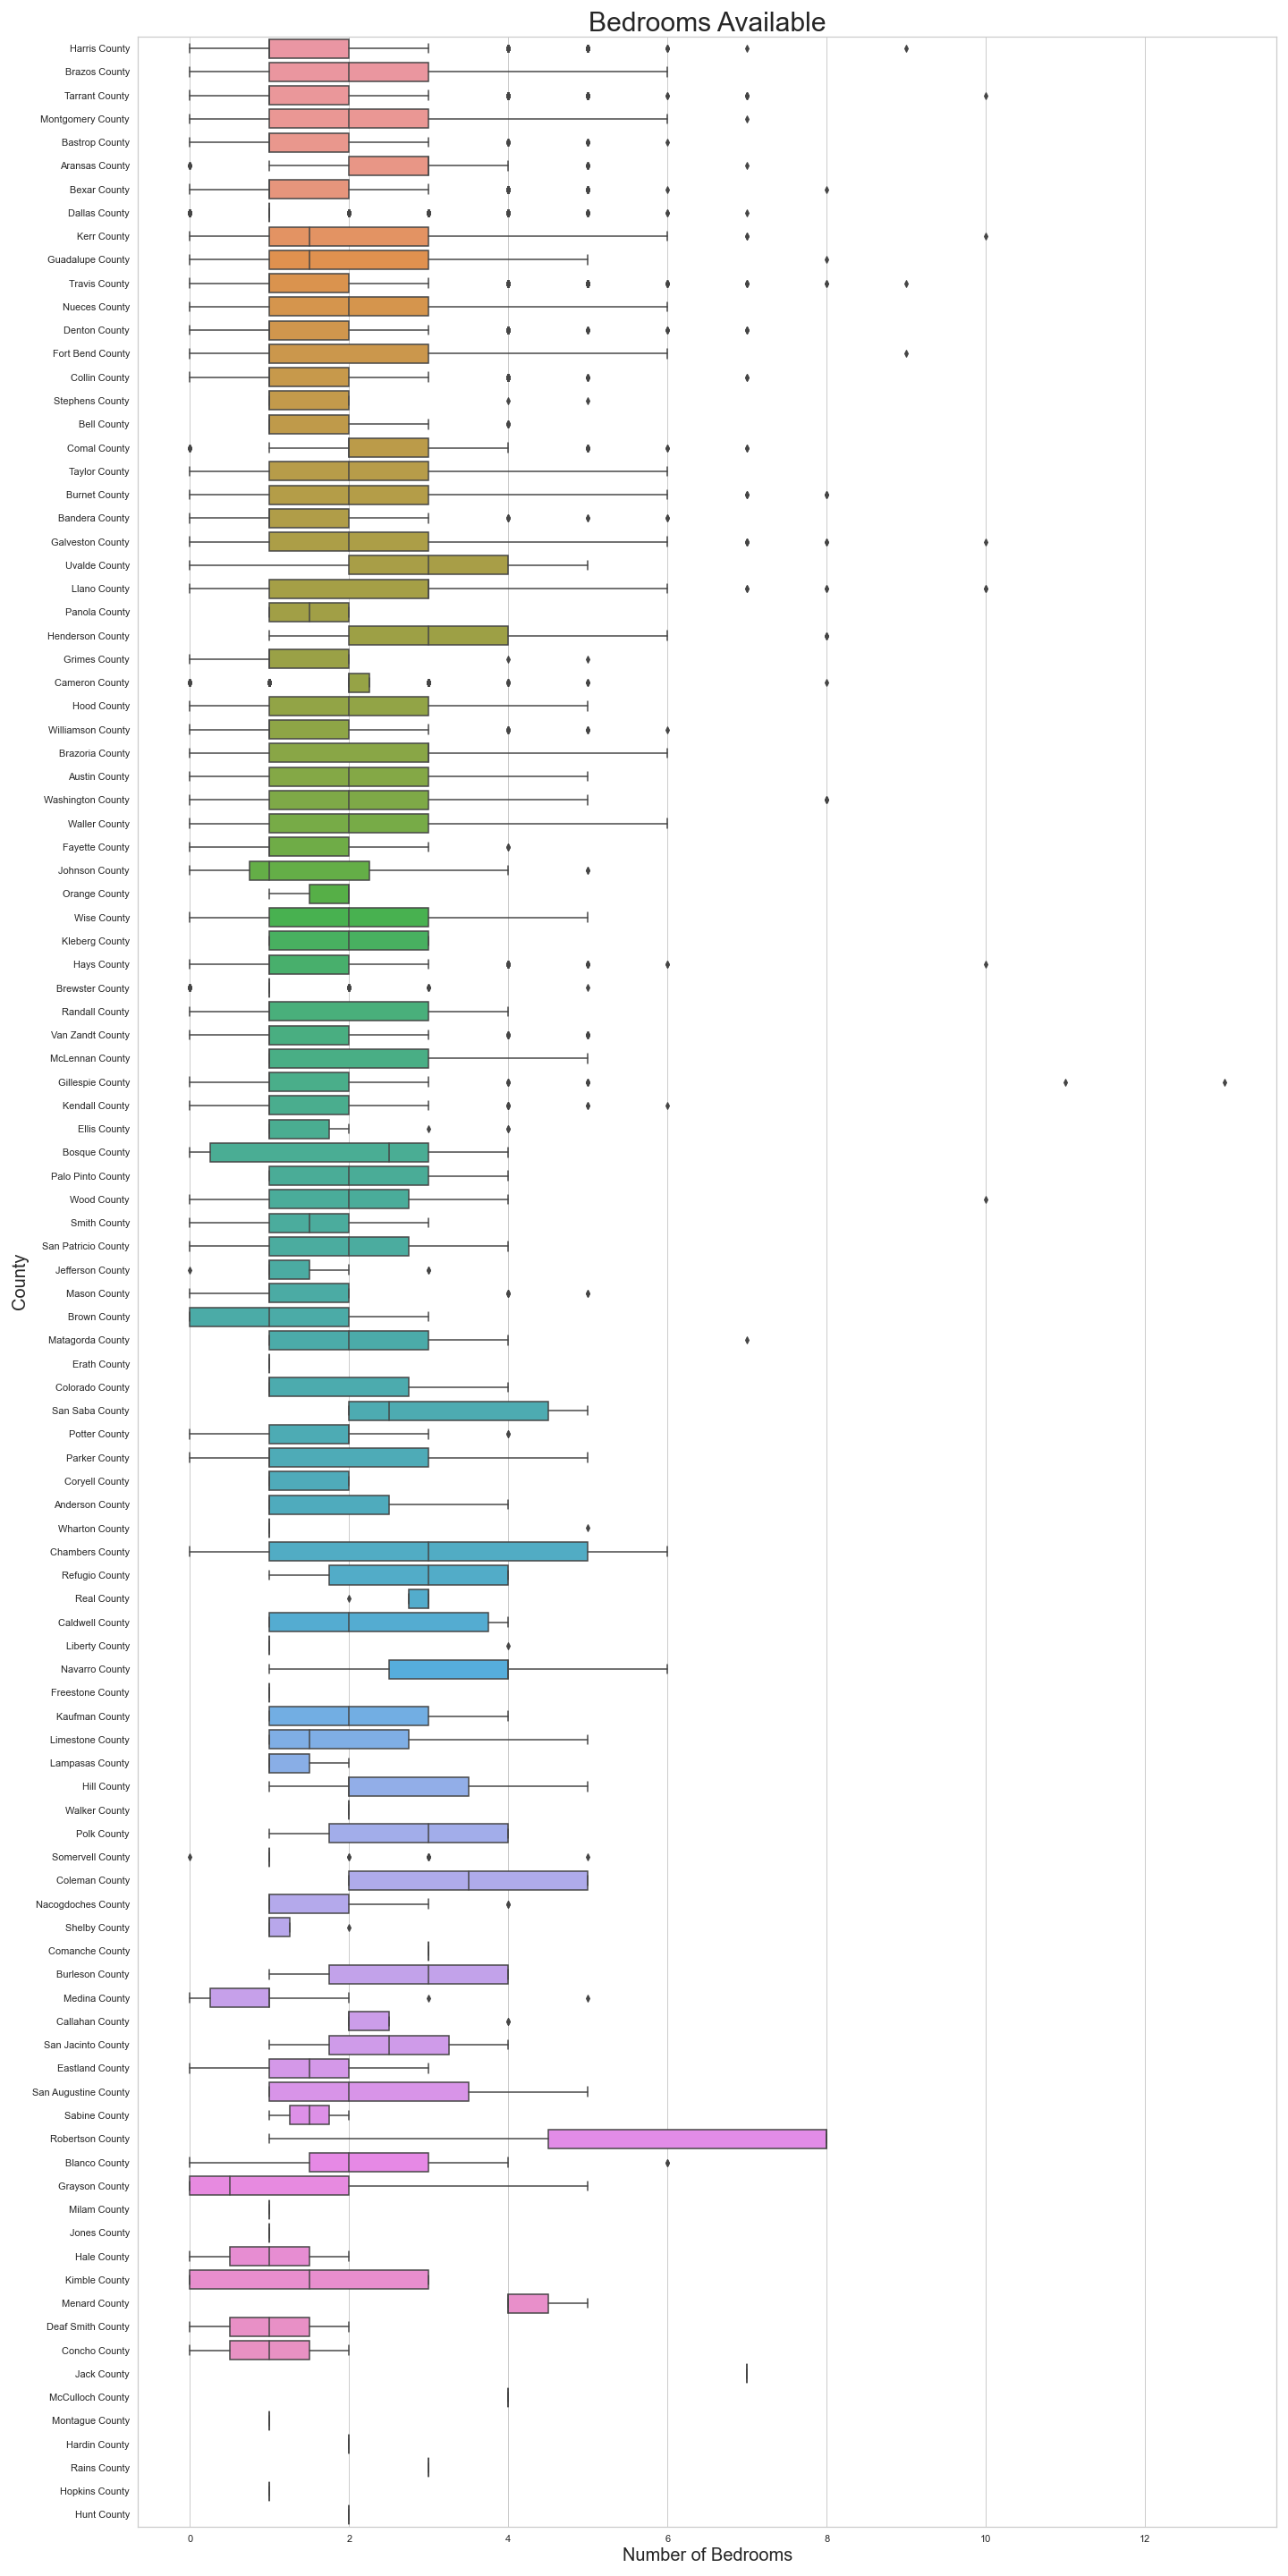 Bedrooms Available
Harris County
Brazos County
Tarrant County
Montgomery County
Bastrop County
Aransas County
Bexar County
Dallas County
Kerr County
Guadalupe County
Travis County
Nueces County
Denton County
Fort Bend County
Collin County
Stephens County
Bell County
Comal County
Taylor County
Burnet County
Bandera County
Galveston County
Uvalde County
Llano County
Panola County
Henderson County
Grimes County
Cameron County
Hood County
Williamson County
Brazoria County
Austin County
Washington County
Waller County
Fayette County
Johnson County
Orange County
Wise County
Kleberg County
Hays County
Brewster County
Randall County
Van Zandt County
McLennan County
Gillespie County
Kendall County
Ellis County
Bosque County
Palo Pinto County
Wood County
Smith County
San Patricio County
Jefferson County
Mason County
Brown County
Matagorda County
Erath County
Colorado County
San Saba County
Potter County
Parker County
Coryell County
Anderson County
Wharton County
Chambers County
Refugio County
Real County
Caldwell County
Liberty County
Navarro County
Freestone County
Kaufman County
Limestone County
Lampasas County
Hill County
Walker County
Polk County
Somervell County
Coleman County
Nacogdoches County
Shelby County
Comanche County
Burleson County
Medina County
Callahan County
San Jacinto County
Eastland County
San Augustine County
Sabine County
Robertson County
Blanco County
Grayson County
Milam County
Jones County
Hale County
Kimble County
Menard County
Deaf Smith County
Concho County
Jack County
McCulloch County
Montague County
Hardin County
Rains County
Hopkins County
Hunt County
County
0 2 4 6 8 10 12
Number of Bedrooms